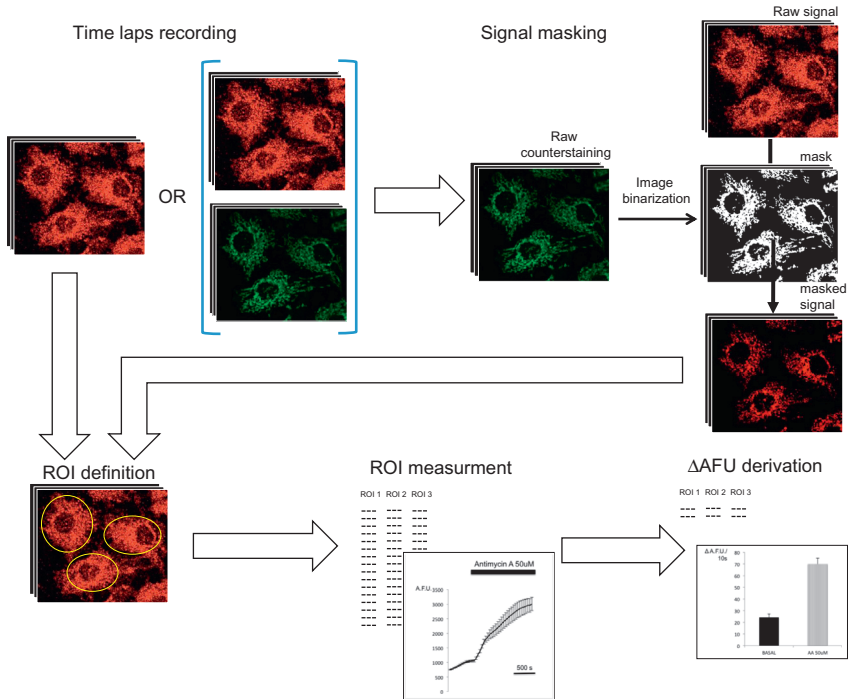 Time laps recording
Signal masking
Raw signal
OR
Raw
counterstaining
Image
binarization
mask
masked
signal
ROI definition
ROI measurment
ΔAFU derivation
ROI 1 ROI 2 ROI 3
ROI 1 ROI 2 ROI 3
Antimycin A 50uM
A.F.U.
3500
3000
2500
2000
1500
1000
500
0
500 s
Δ A.F.U./
10s
80
70
60
50
40
30
20
10
0
BASAL
AA 50uM